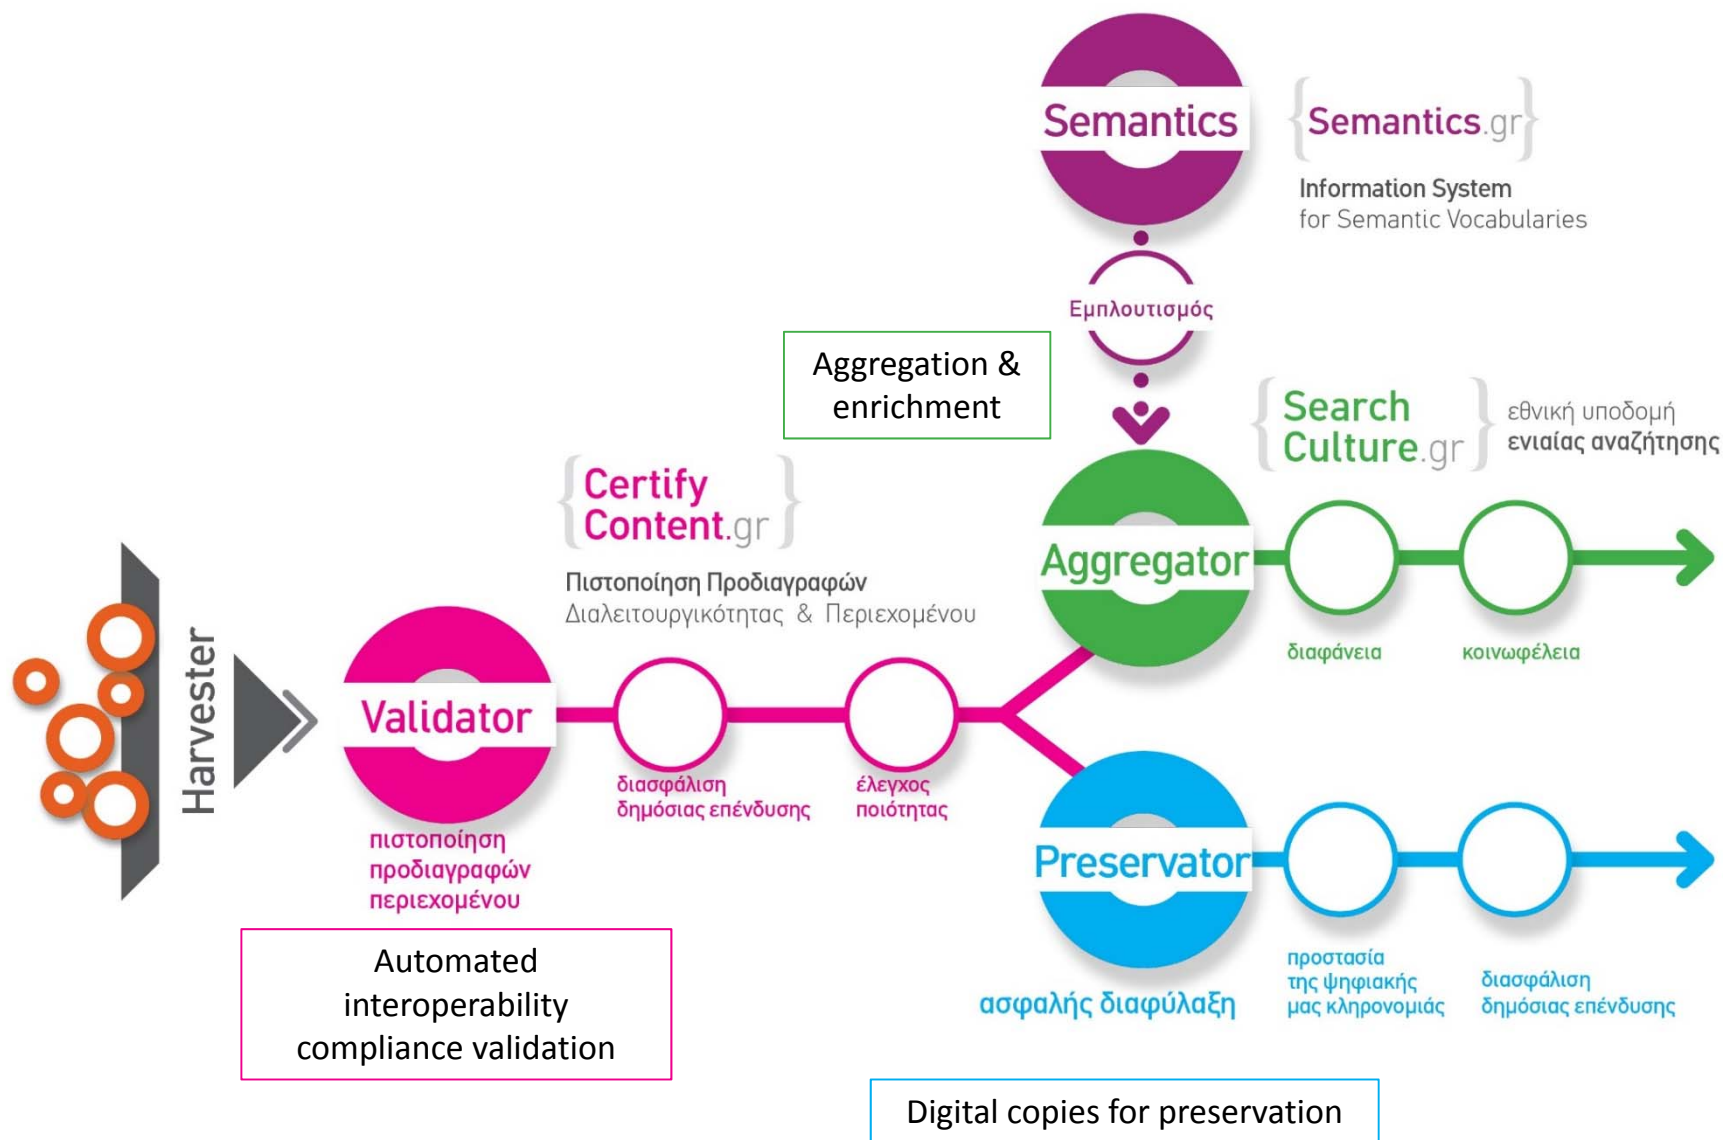 Semantics
Semantics.gr
Information System
for Semantic Vocabularies
Εμπλουτισμός
Aggregation &
enrichment
Search
Culture.gr
εθνική υποδομή
ενιαίας αναζήτησης
Certify
Content.gr
Πιστοποίηση Προδιαγραφών
Διαλειτουργικότητας & Περιεχομένου
Aggregator
διαφάνεια
κοινωφέλεια
Harvester
Validator
διασφάλιση
δημόσιας επένδυσης
έλεγχος
ποιότητας
πιστοποίηση
προδιαγραφών
περιεχομένου
Automated
interoperability
compliance validation
Preservator
ασφαλής διαφύλαξη
προστασία
της ψηφιακής
μας κληρονομιάς
διασφάλιση
δημόσιας επένδυσης
Digital copies for preservation